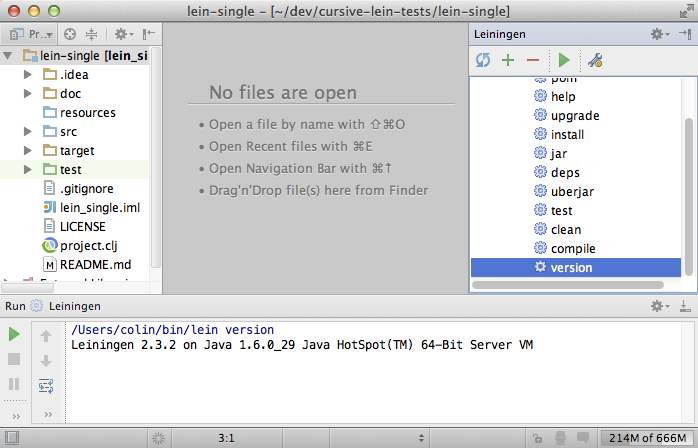 lein-single – [~/dev/cursive-lein-tests/lein-single]
Pr...
lein-single [lein_si
.idea
doc
resources
src
target
test
.gitignore
lein_single.iml
LICENSE
project.clj
README.md
No files are open
• Open a file by name with ⇧⌘O
• Open Recent files with ⌘E
• Open Navigation Bar with ⌘↑
• Drag'n'Drop file(s) here from Finder
Leiningen
pom
help
upgrade
install
jar
deps
uberjar
test
clean
compile
version
Run Leiningen
/Users/colin/bin/lein version
Leiningen 2.3.2 on Java 1.6.0_29 Java HotSpot(TM) 64-Bit Server VM
3:1
214M of 666M